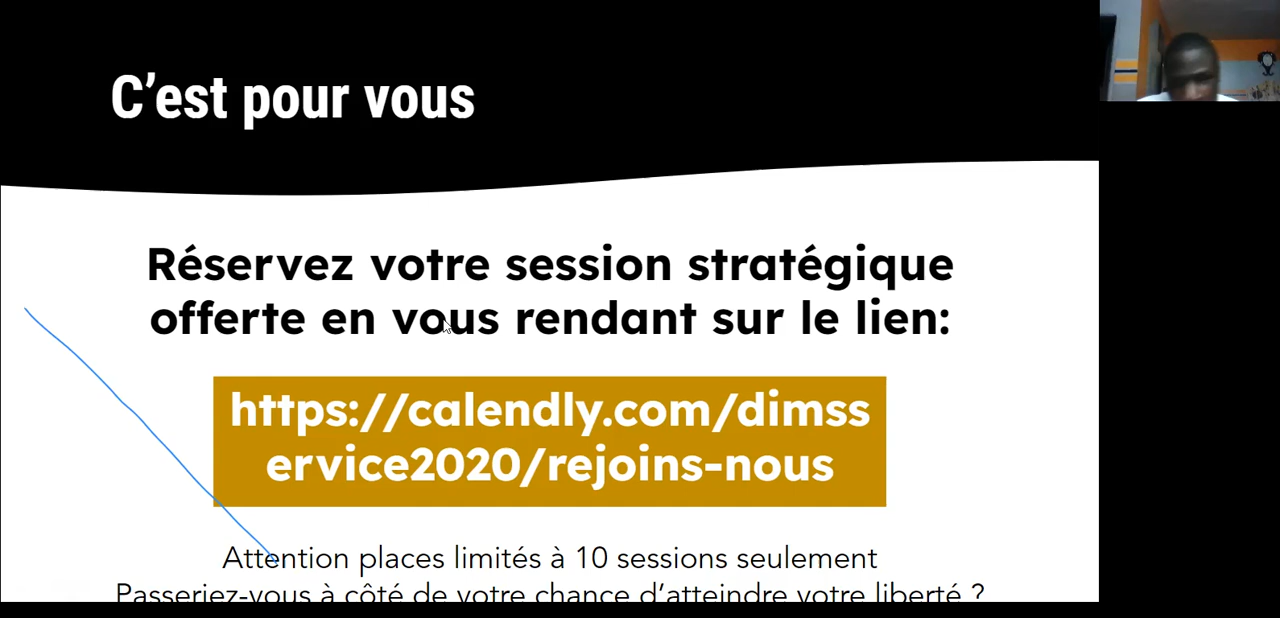 C’est pour vous
Réservez votre session stratégique
offerte en vous rendant sur le lien:
https://calendly.com/dimss
ervice2020/rejoins-nous
Attention places limités à 10 sessions seulement
Passeriez-vous à côté de votre chance d’atteindre votre liberté ?